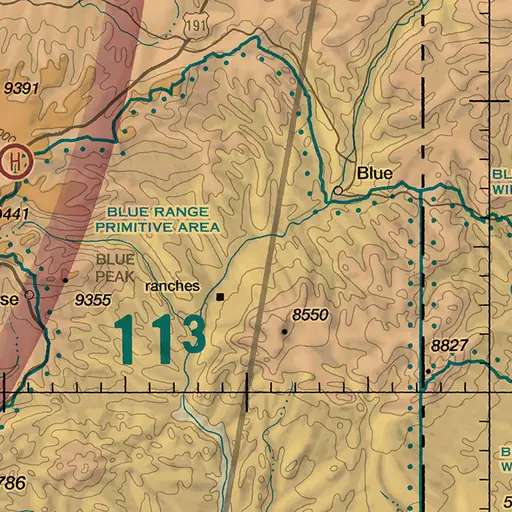 191
9391
H
Blue
9441
BLUE RANGE
PRIMITIVE AREA
BLUE
PEAK
9355
ranches
8550
113
8827
786